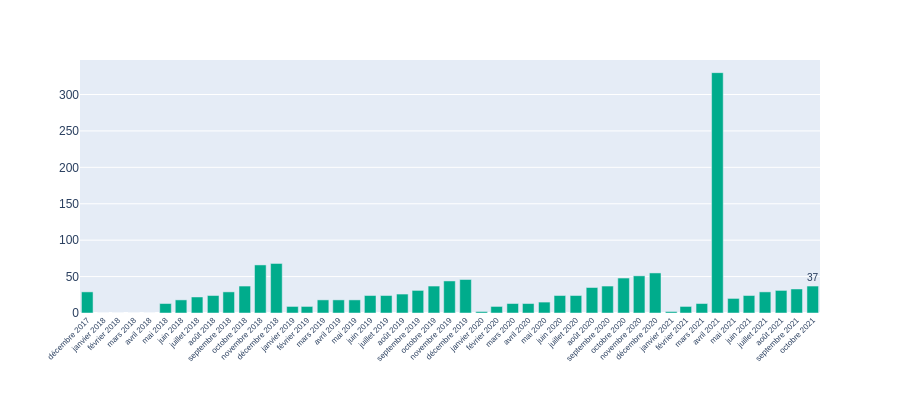 300
250
200
150
100
50
0
37
décembre 2017
janvier 2018
février 2018
mars 2018
avril 2018
mai 2018
juin 2018
juillet 2018
août 2018
septembre 2018
octobre 2018
novembre 2018
décembre 2018
janvier 2019
février 2019
mars 2019
avril 2019
mai 2019
juin 2019
juillet 2019
août 2019
septembre 2019
octobre 2019
novembre 2019
décembre 2019
janvier 2020
février 2020
mars 2020
avril 2020
mai 2020
juin 2020
juillet 2020
août 2020
septembre 2020
octobre 2020
novembre 2020
décembre 2020
janvier 2021
février 2021
mars 2021
avril 2021
mai 2021
juin 2021
juillet 2021
août 2021
septembre 2021
octobre 2021